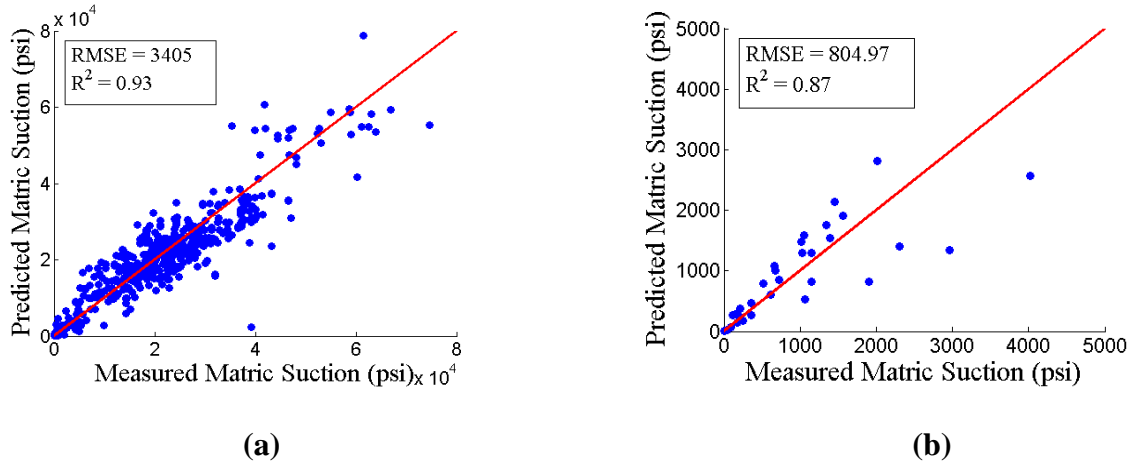 x 10^4
8
6
4
2
0
Predicted Matric Suction (psi)
RMSE = 3405
R² = 0.93
0
2
4
6
8
Measured Matric Suction (psi)
x 10^4
(a)
5000
4000
3000
2000
1000
0
Predicted Matric Suction (psi)
RMSE = 804.97
R² = 0.87
0
1000
2000
3000
4000
5000
Measured Matric Suction (psi)
(b)